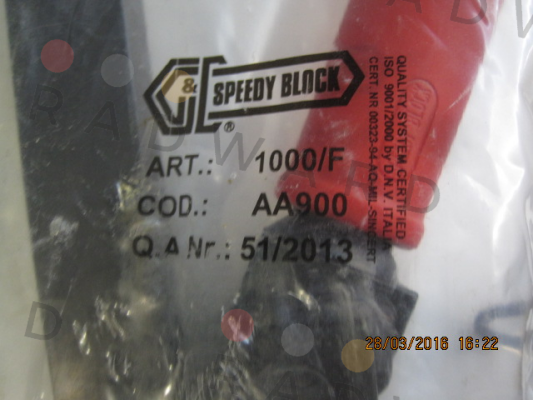 G&L SPEEDY BLOCK
®
ART.: 1000/F
COD.: AA900
Q.A Nr.: 51/2013
QUALITY SYSTEM CERTIFIED
ISO 9001/2000 by D.N.V. ITALIA
CERT. NR 00323-94-AQ-MIL-SINCERT
28/03/2016 16:22